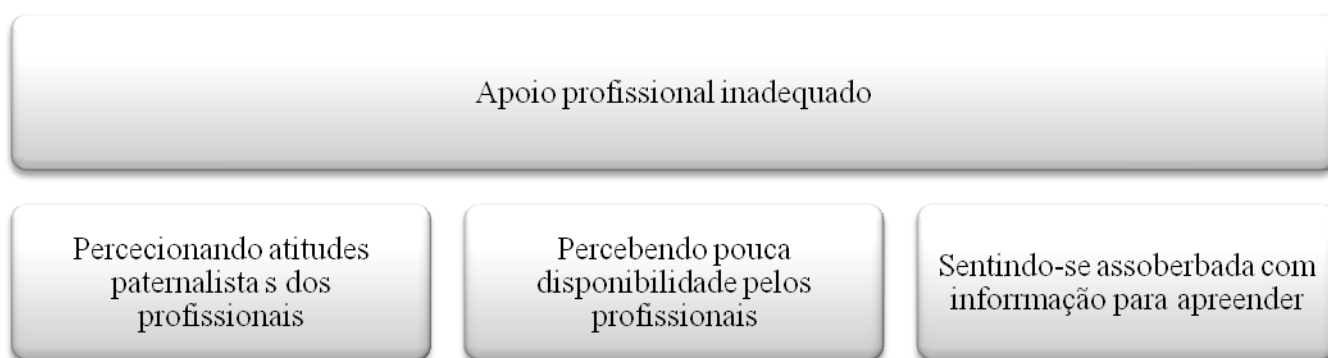 Apoio profissional inadequado
Percecionando atitudes
paternalista s dos
profissionais
Percebendo pouca
disponibilidade pelos
profissionais
Sentindo-se assoberbada com
inforrmação para apreender